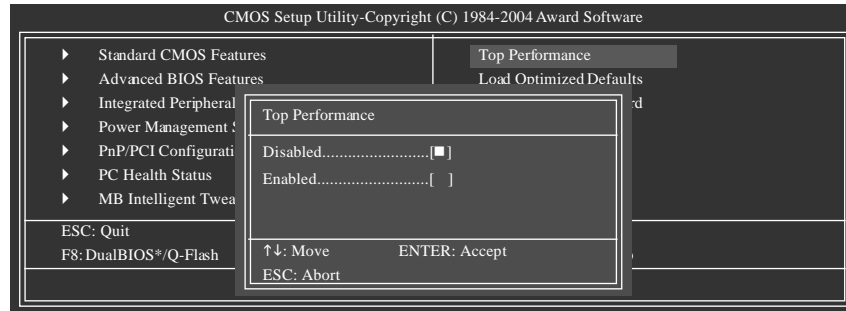 CMOS Setup Utility-Copyright (C) 1984-2004 Award Software
▶ Standard CMOS Features
▶ Advanced BIOS Features
▶ Integrated Peripheral
▶ Power Management
▶ PnP/PCI Configurati
▶ PC Health Status
▶ MB Intelligent Twea
Top Performance
Load Optimized Defaults
rd
ESC: Quit
F8: DualBIOS*/Q-Flash
Top Performance
Disabled........................[■]
Enabled..........................[ ]
↑↓: Move ENTER: Accept
ESC: Abort